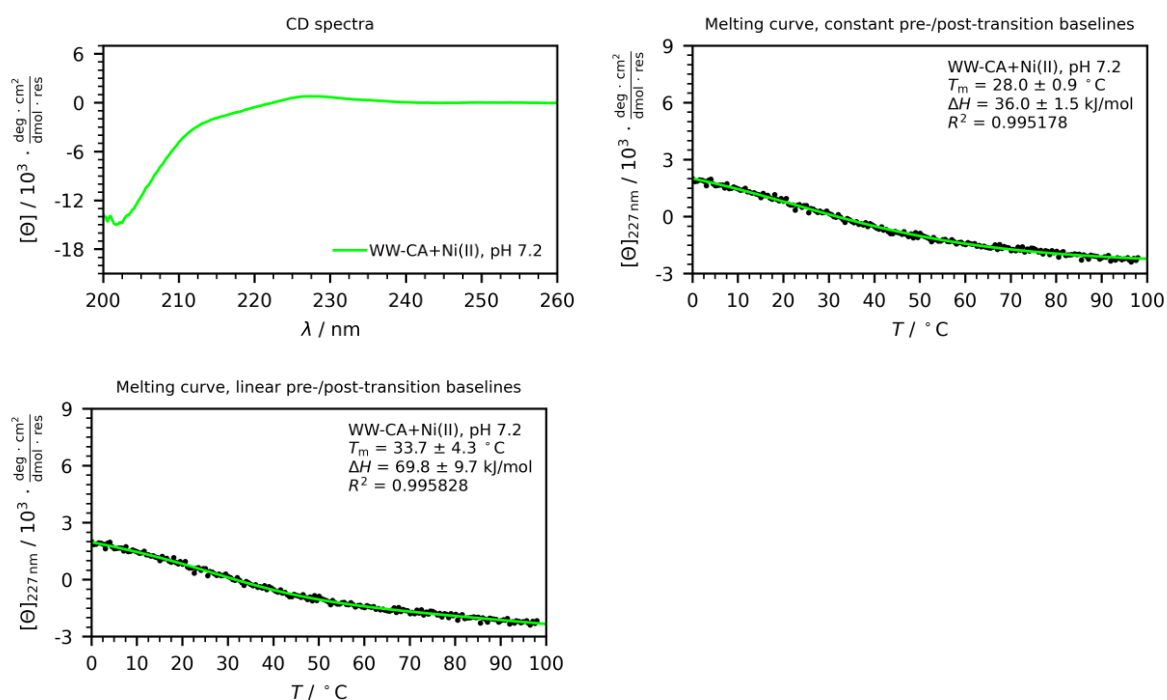 CD spectra
[Θ] / 10³ · deg · cm² / dmol · res
6
0
-6
-12
-18
WW-CA+Ni(II), pH 7.2
200 210 220 230 240 250 260
λ / nm
Melting curve, constant pre-/post-transition baselines
[Θ]227 nm / 10³ · deg · cm² / dmol · res
9
6
3
0
-3
WW-CA+Ni(II), pH 7.2
Tm = 28.0 ± 0.9 °C
ΔH = 36.0 ± 1.5 kJ/mol
R² = 0.995178
0 10 20 30 40 50 60 70 80 90 100
T / °C
Melting curve, linear pre-/post-transition baselines
[Θ]227 nm / 10³ · deg · cm² / dmol · res
9
6
3
0
-3
WW-CA+Ni(II), pH 7.2
Tm = 33.7 ± 4.3 °C
ΔH = 69.8 ± 9.7 kJ/mol
R² = 0.995828
0 10 20 30 40 50 60 70 80 90 100
T / °C